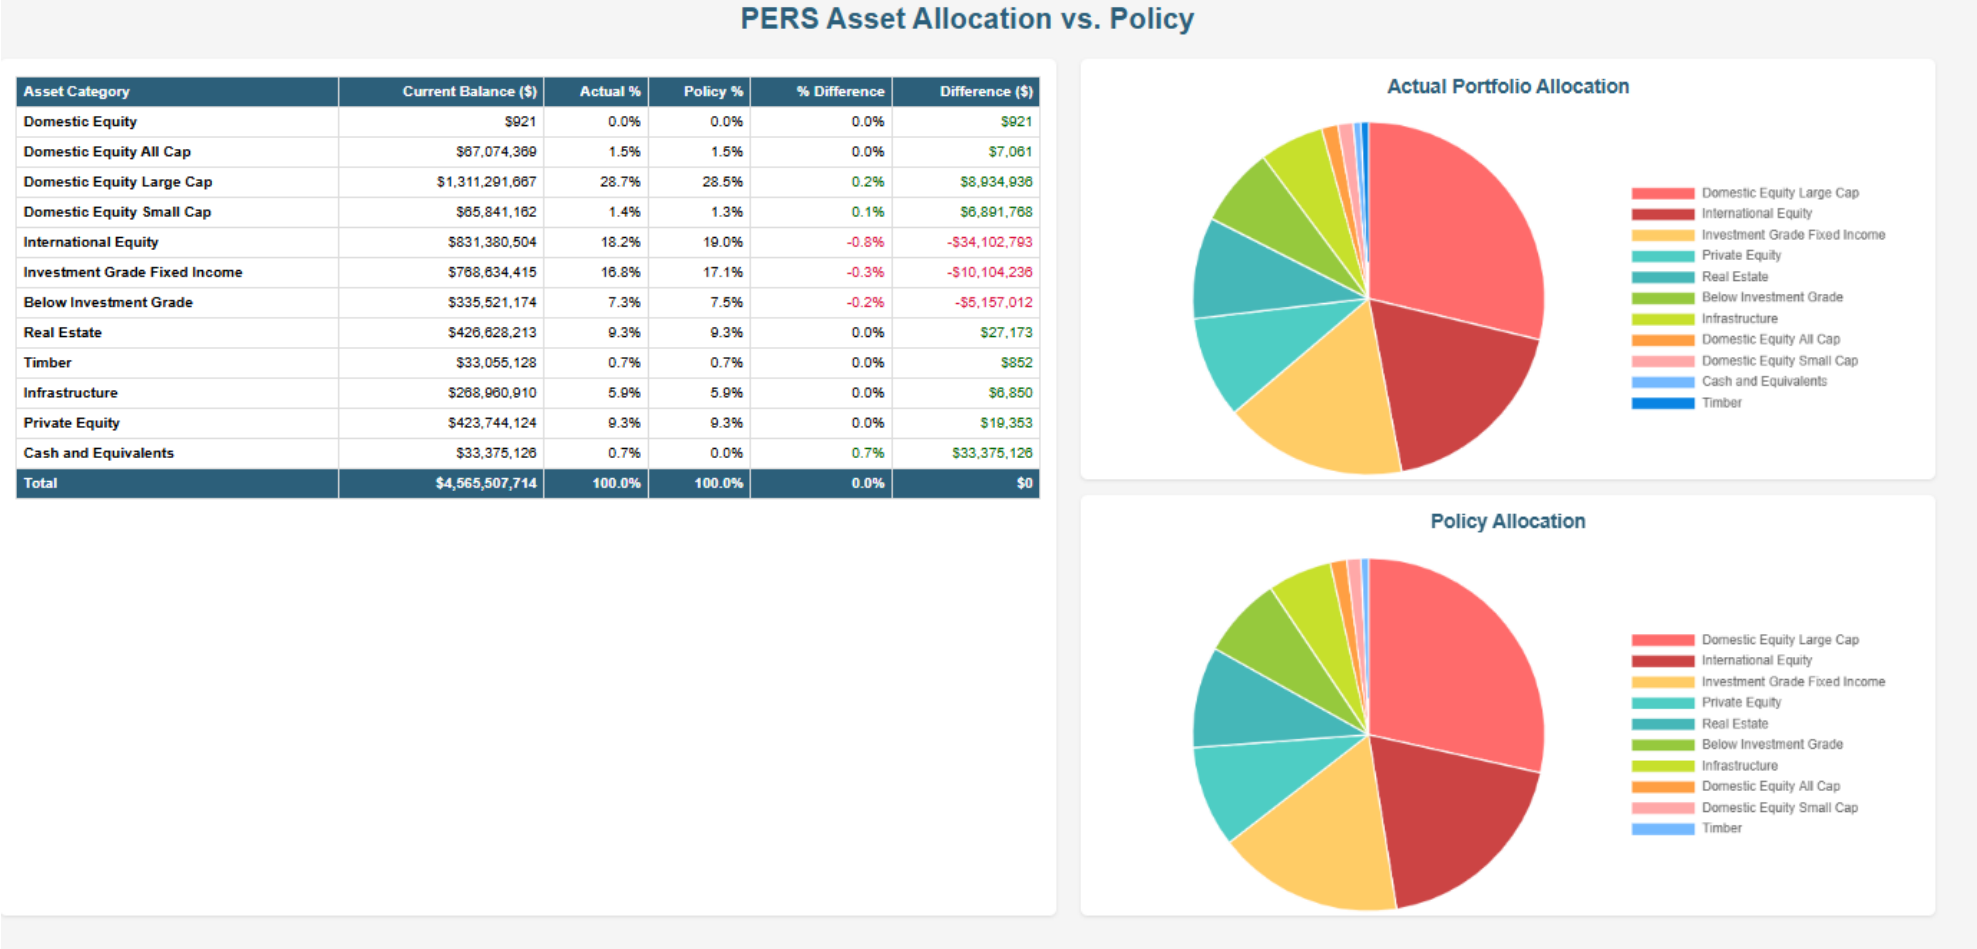 PERS Asset Allocation vs. Policy
Asset Category Current Balance ($) Actual % Policy % % Difference Difference ($)
Domestic Equity $921 0.0% 0.0% 0.0% $921
Domestic Equity All Cap $67,074,369 1.5% 1.5% 0.0% $7,061
Domestic Equity Large Cap $1,311,291,667 28.7% 28.5% 0.2% $8,934,936
Domestic Equity Small Cap $65,841,162 1.4% 1.3% 0.1% $6,891,768
International Equity $831,380,504 18.2% 19.0% -0.8% -$34,102,793
Investment Grade Fixed Income $768,634,415 16.8% 17.1% -0.3% -$10,104,236
Below Investment Grade $335,521,174 7.3% 7.5% -0.2% -$5,157,012
Real Estate $426,628,213 9.3% 9.3% 0.0% $27,173
Timber $33,055,128 0.7% 0.7% 0.0% $852
Infrastructure $268,960,910 5.9% 5.9% 0.0% $6,850
Private Equity $423,744,124 9.3% 9.3% 0.0% $19,353
Cash and Equivalents $33,375,126 0.7% 0.0% 0.7% $33,375,126
Total $4,565,507,714 100.0% 100.0% 0.0% $0
Actual Portfolio Allocation
Domestic Equity Large Cap
International Equity
Investment Grade Fixed Income
Private Equity
Real Estate
Below Investment Grade
Infrastructure
Domestic Equity All Cap
Domestic Equity Small Cap
Cash and Equivalents
Timber
Policy Allocation
Domestic Equity Large Cap
International Equity
Investment Grade Fixed Income
Private Equity
Real Estate
Below Investment Grade
Infrastructure
Domestic Equity All Cap
Domestic Equity Small Cap
Timber